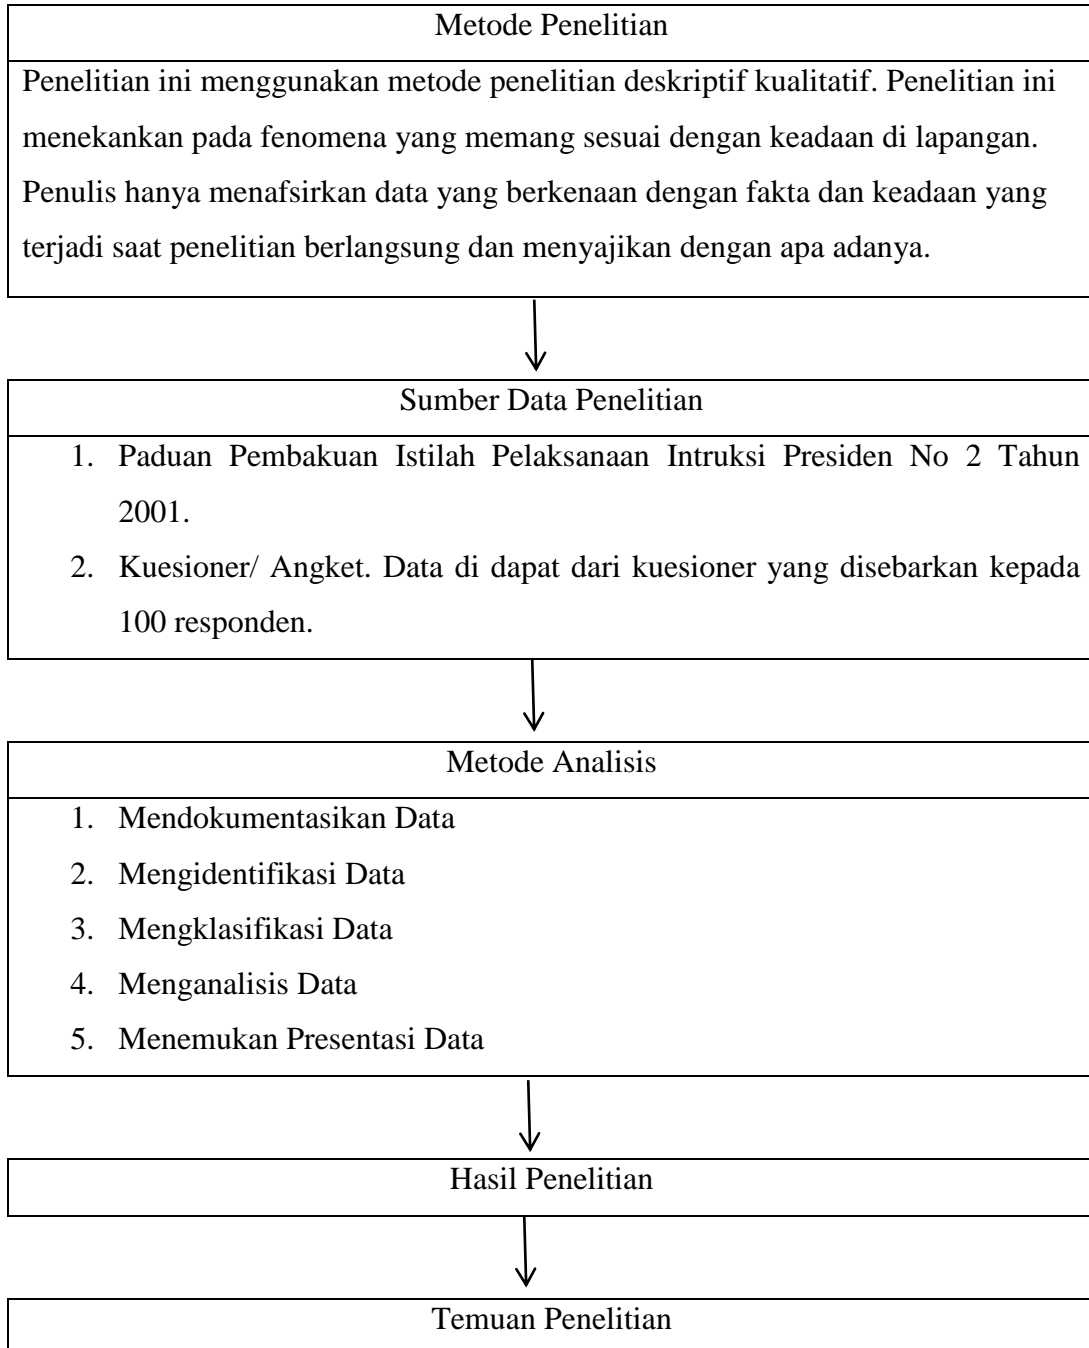 Metode Penelitian
Penelitian ini menggunakan metode penelitian deskriptif kualitatif. Penelitian ini
menekankan pada fenomena yang memang sesuai dengan keadaan di lapangan.
Penulis hanya menafsirkan data yang berkenaan dengan fakta dan keadaan yang
terjadi saat penelitian berlangsung dan menyajikan dengan apa adanya.
Sumber Data Penelitian
1. Paduan Pembakuan Istilah Pelaksanaan Intruksi Presiden No 2 Tahun
2001.
2. Kuesioner/ Angket. Data di dapat dari kuesioner yang disebarkan kepada
100 responden.
Metode Analisis
1. Mendokumentasikan Data
2. Mengidentifikasi Data
3. Mengklasifikasi Data
4. Menganalisis Data
5. Menemukan Presentasi Data
Hasil Penelitian
Temuan Penelitian